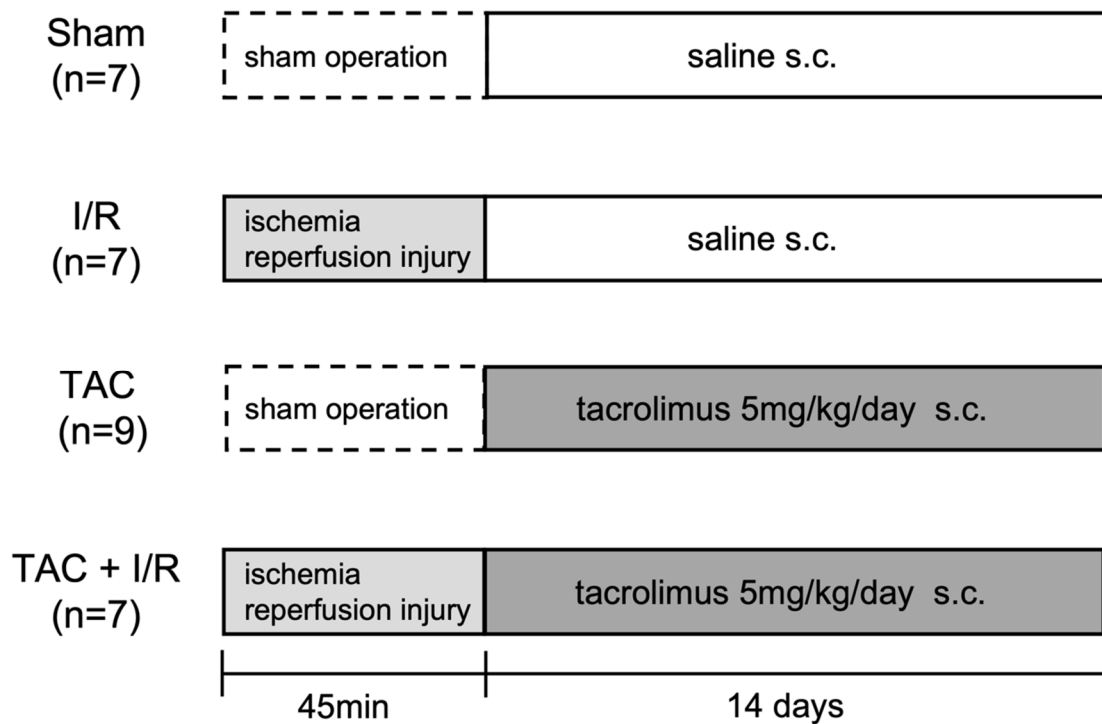 Sham
(n=7)
sham operation
saline s.c.
I/R
(n=7)
ischemia
reperfusion injury
saline s.c.
TAC
(n=9)
sham operation
tacrolimus 5mg/kg/day s.c.
TAC + I/R
(n=7)
ischemia
reperfusion injury
tacrolimus 5mg/kg/day s.c.
45min
14 days